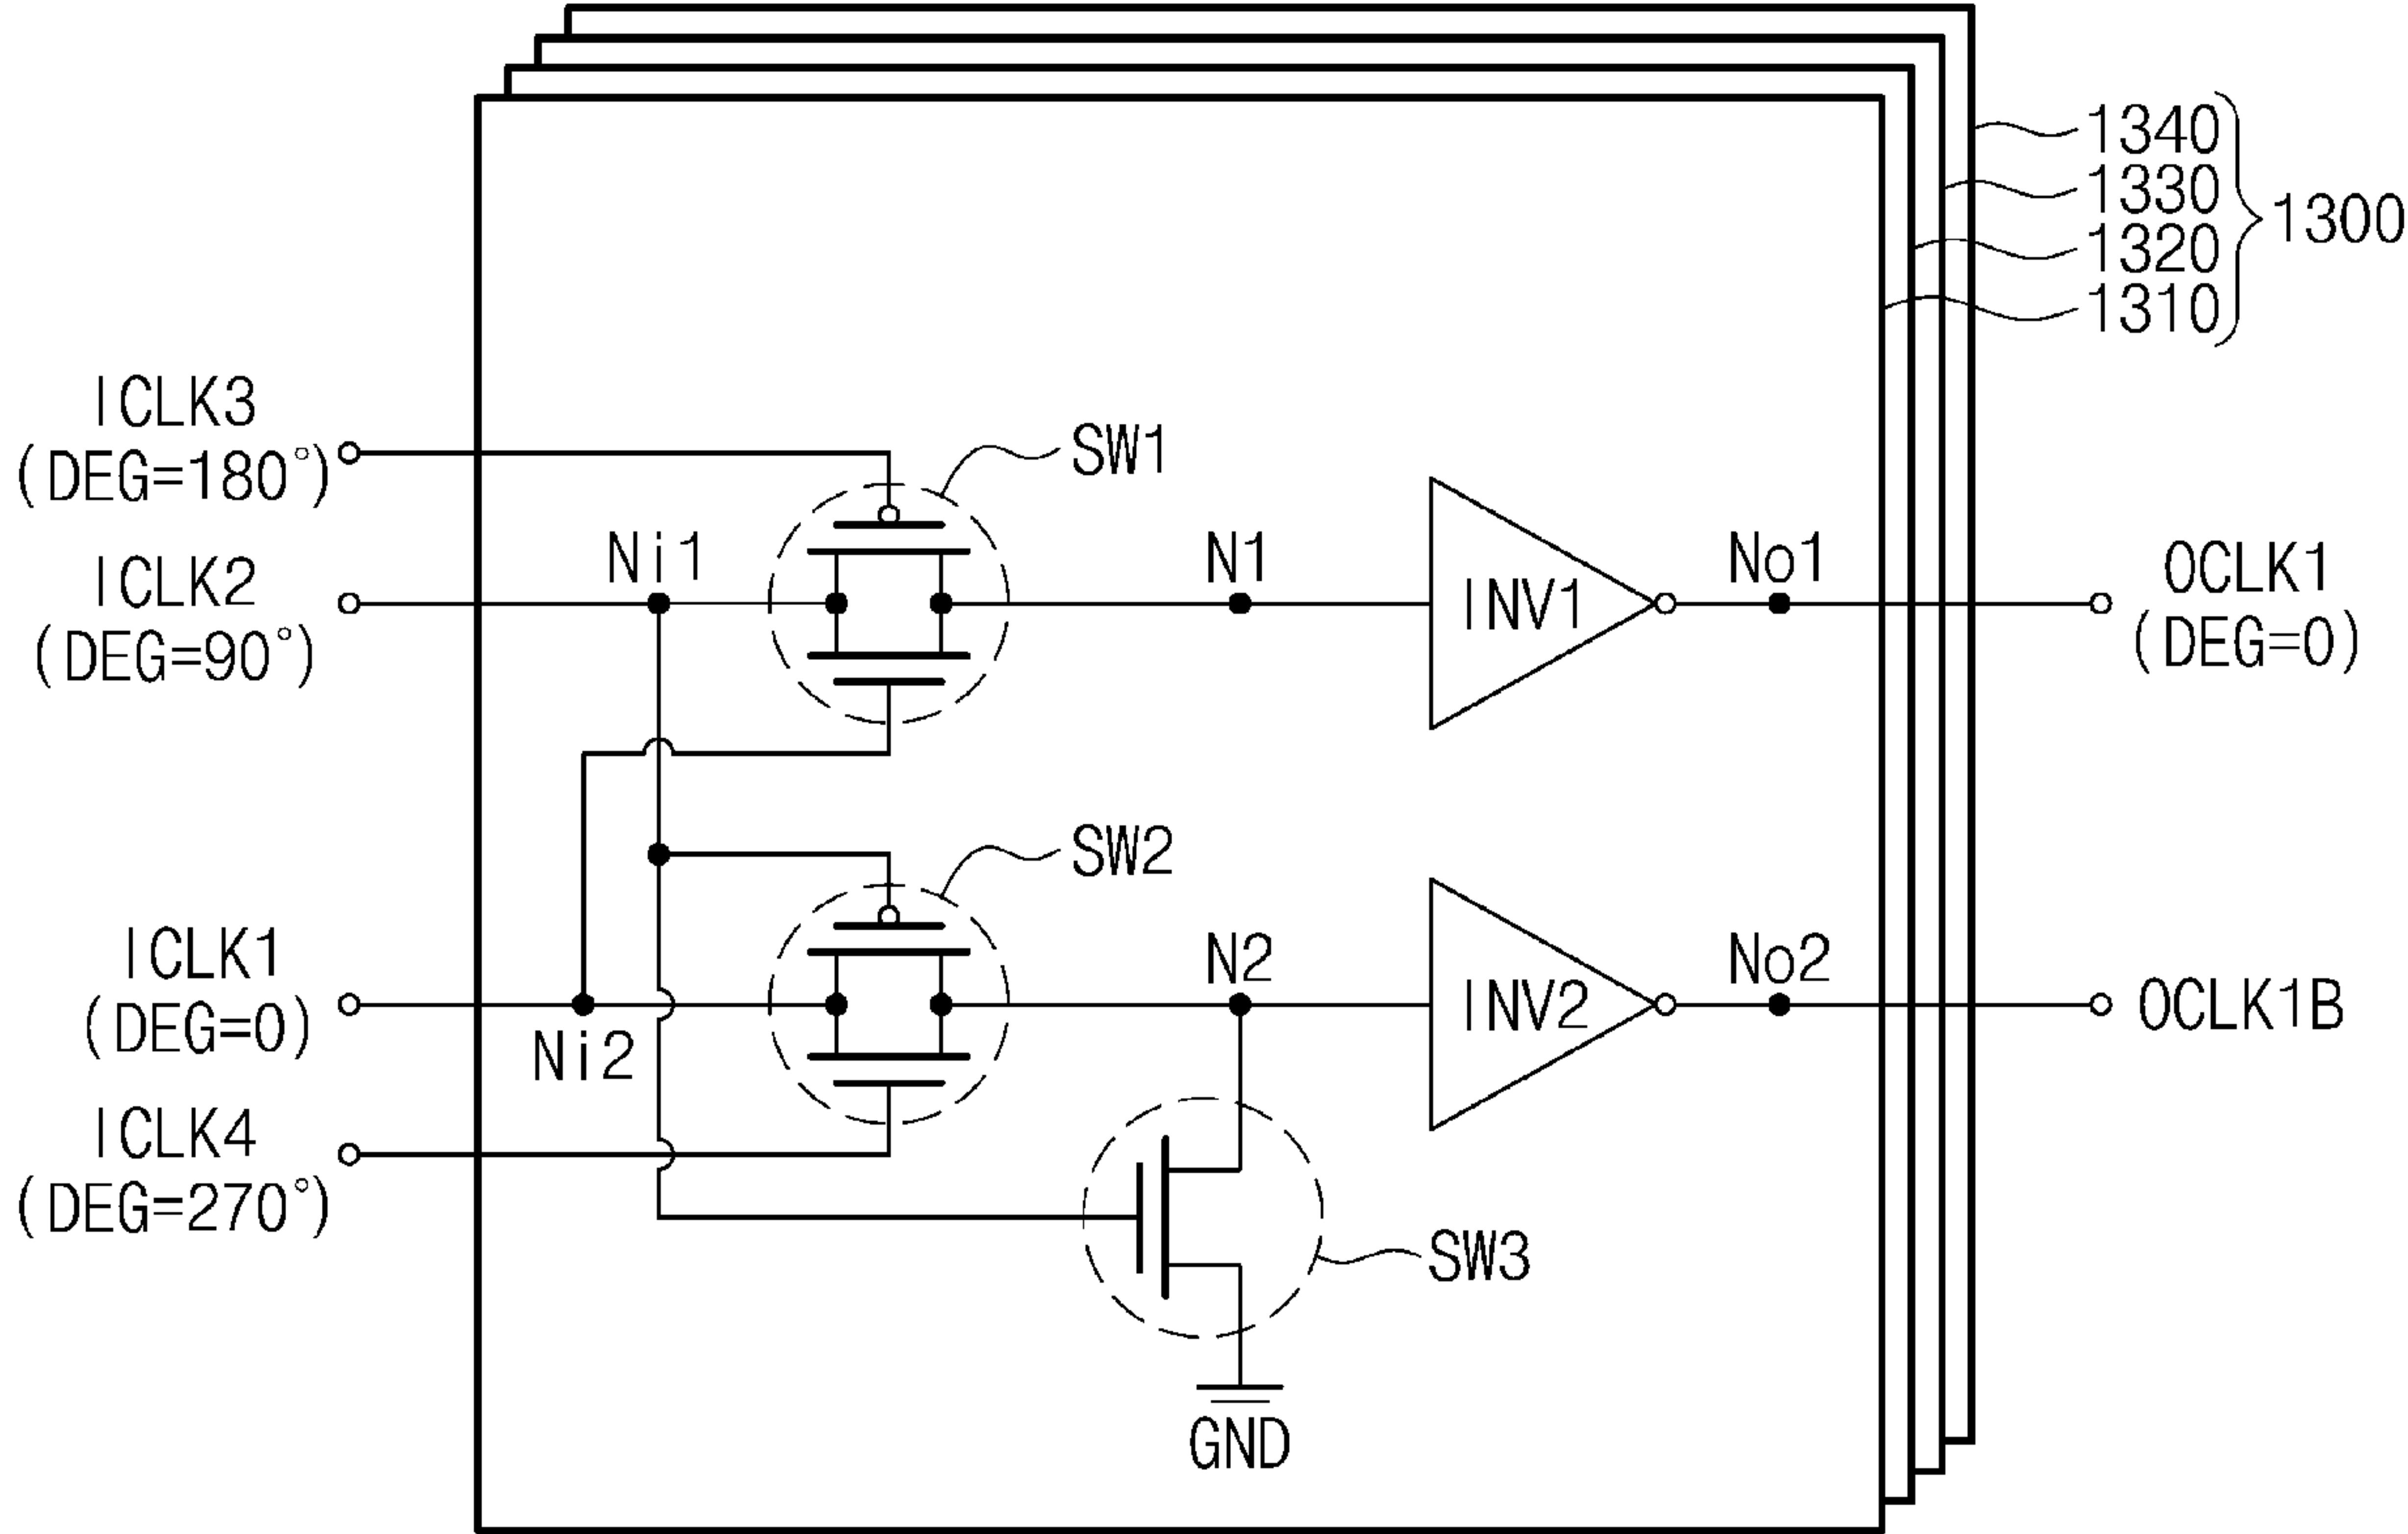 1340
1330
1320
1310
1300
ICLK3
(DEG=180°)
SW1
ICLK2
(DEG=90°)
Ni1
N1
INV1
No1
OCLK1
(DEG=0)
SW2
ICLK1
(DEG=0)
Ni2
N2
INV2
No2
OCLK1B
ICLK4
(DEG=270°)
SW3
GND